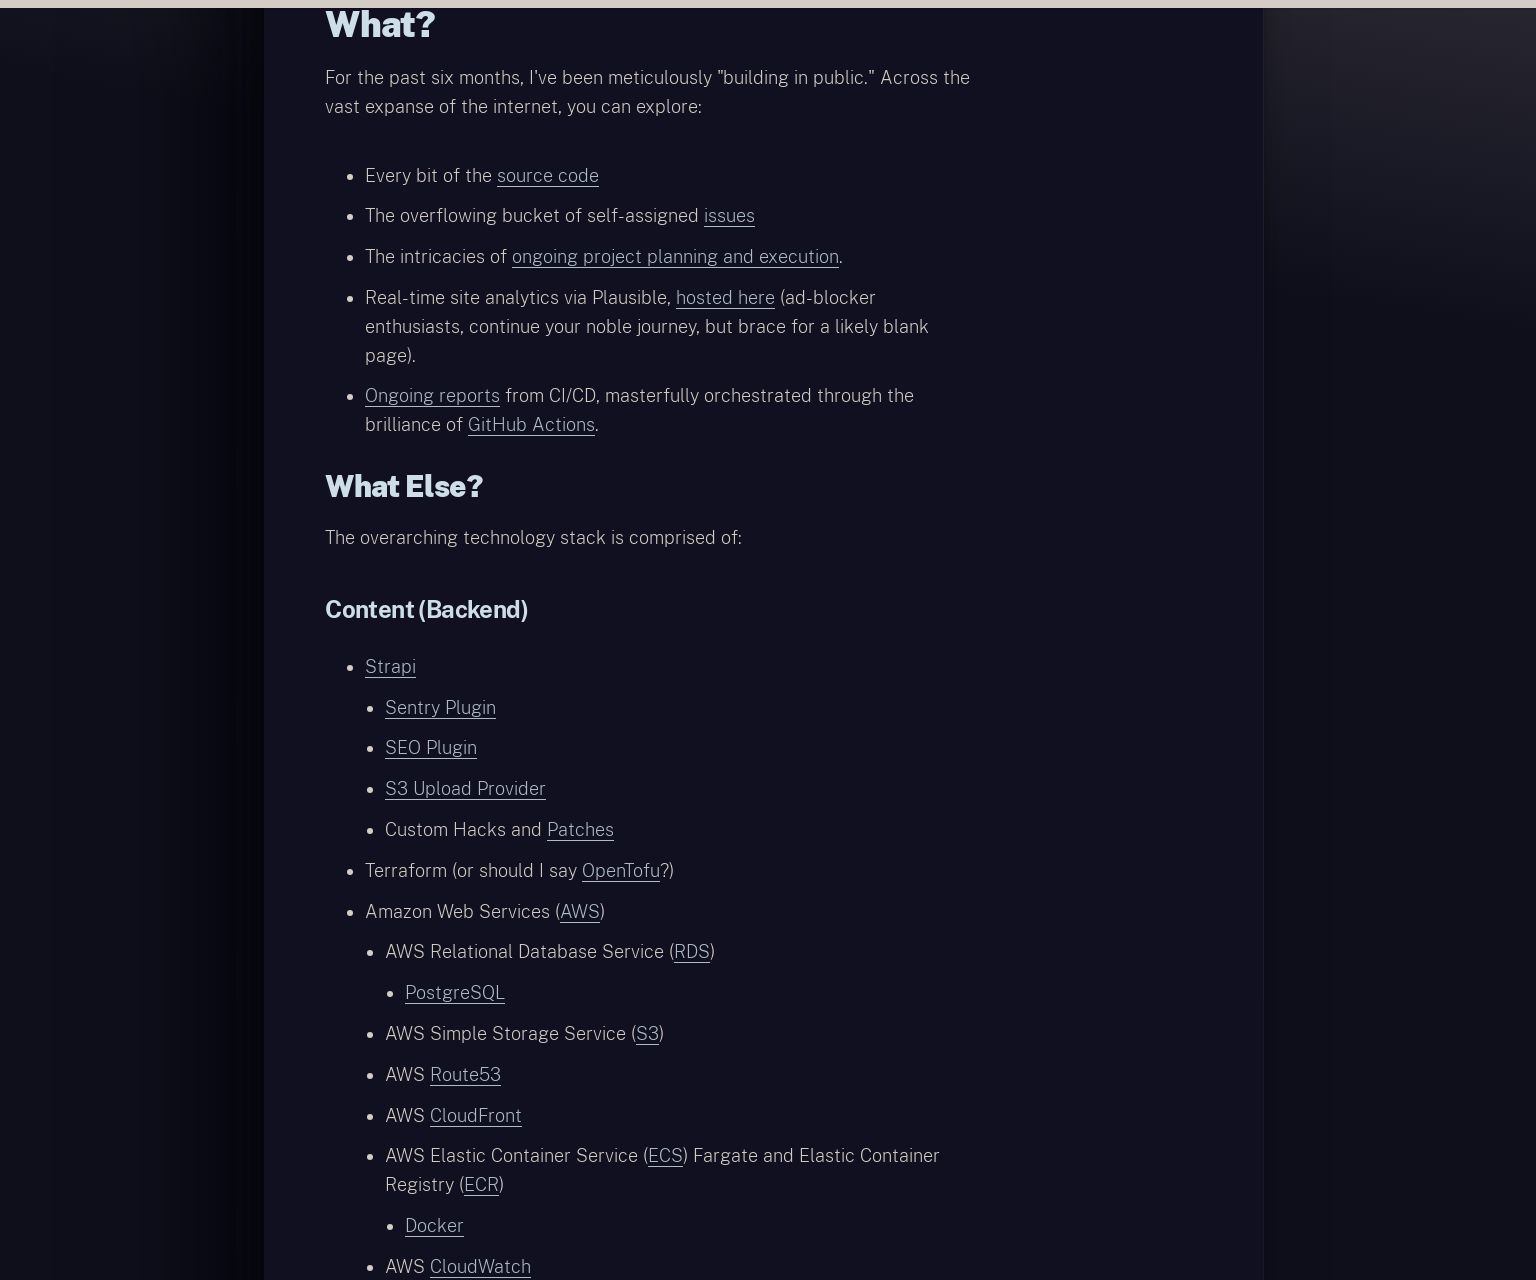 What?
For the past six months, I've been meticulously "building in public." Across the
vast expanse of the internet, you can explore:
Every bit of the source code
The overflowing bucket of self-assigned issues
The intricacies of ongoing project planning and execution.
Real-time site analytics via Plausible, hosted here (ad-blocker
enthusiasts, continue your noble journey, but brace for a likely blank
page).
Ongoing reports from CI/CD, masterfully orchestrated through the
brilliance of GitHub Actions.
What Else?
The overarching technology stack is comprised of:
Content (Backend)
Strapi
Sentry Plugin
SEO Plugin
S3 Upload Provider
Custom Hacks and Patches
Terraform (or should I say OpenTofu?)
Amazon Web Services (AWS)
AWS Relational Database Service (RDS)
PostgreSQL
AWS Simple Storage Service (S3)
AWS Route53
AWS CloudFront
AWS Elastic Container Service (ECS) Fargate and Elastic Container
Registry (ECR)
Docker
AWS CloudWatch